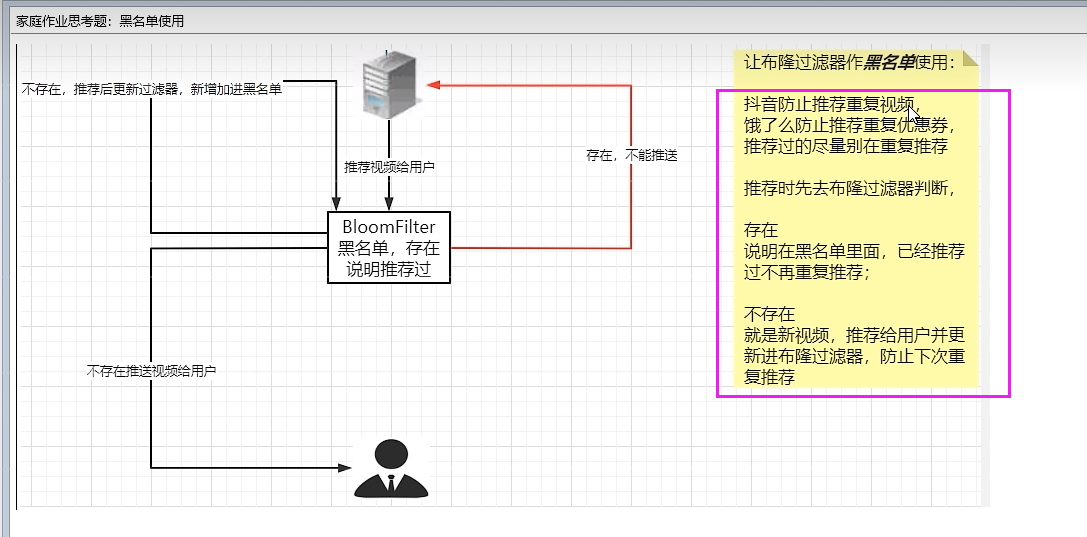 家庭作业思考题：黑名单使用
不存在，推荐后更新过滤器，新增加进黑名单
推荐视频给用户
存在，不能推送
BloomFilter
黑名单，存在
说明推荐过
不存在推送视频给用户
让布隆过滤器作黑名单使用：
抖音防止推荐重复视频，
饿了么防止推荐重复优惠券，
推荐过的尽量别在重复推荐
推荐时先去布隆过滤器判断，
存在
说明在黑名单里面，已经推荐
过不再重复推荐；
不存在
就是新视频，推荐给用户并更
新进布隆过滤器，防止下次重
复推荐